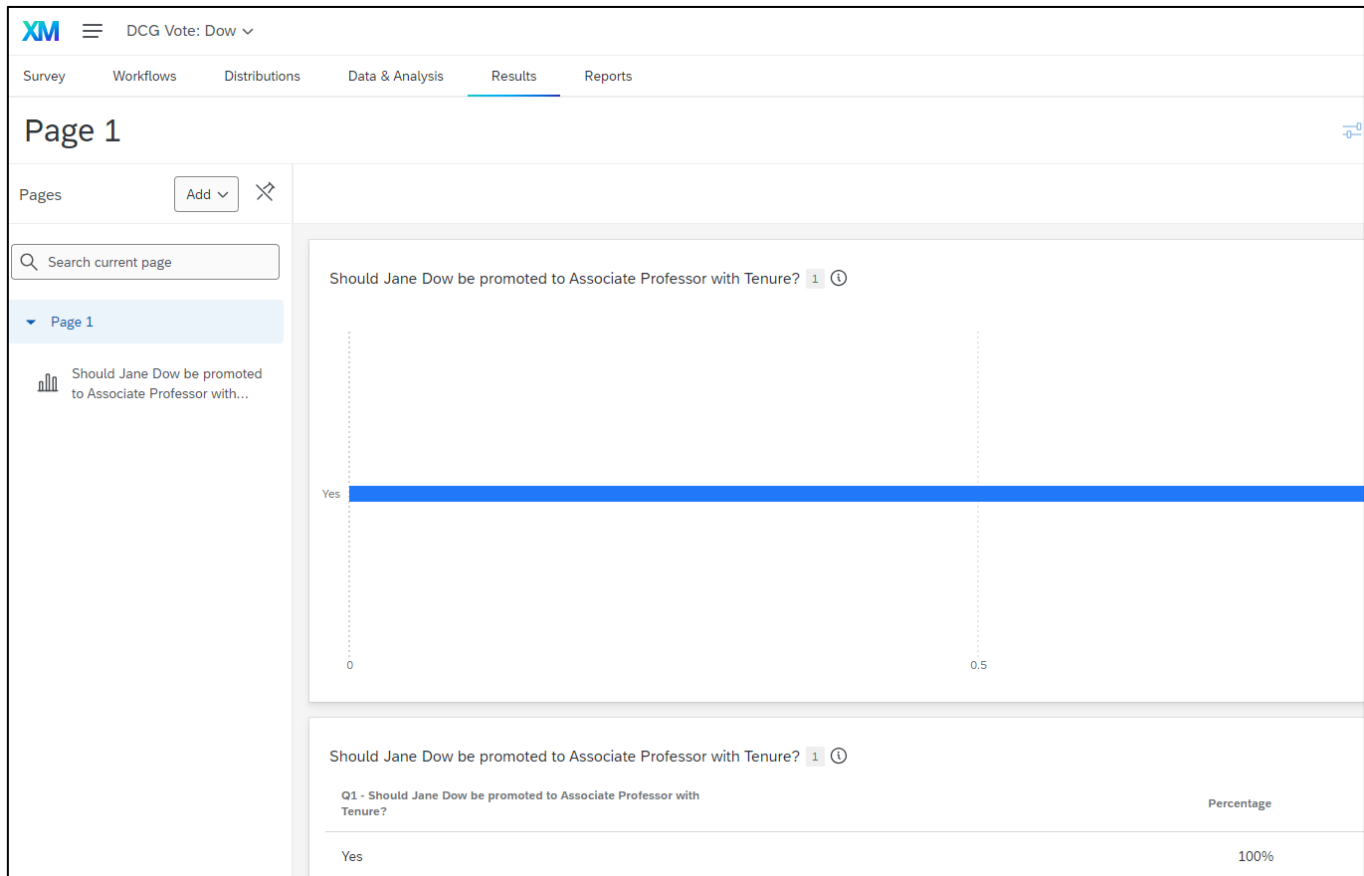 XM DCG Vote: Dow
Survey Workflows Distributions Data & Analysis Results Reports
Page 1
Pages Add
Search current page
Page 1
Should Jane Dow be promoted
to Associate Professor with...
Should Jane Dow be promoted to Associate Professor with Tenure? 1
Yes
0 0.5
Should Jane Dow be promoted to Associate Professor with Tenure? 1
Q1 - Should Jane Dow be promoted to Associate Professor with
Tenure?
Percentage
Yes 100%